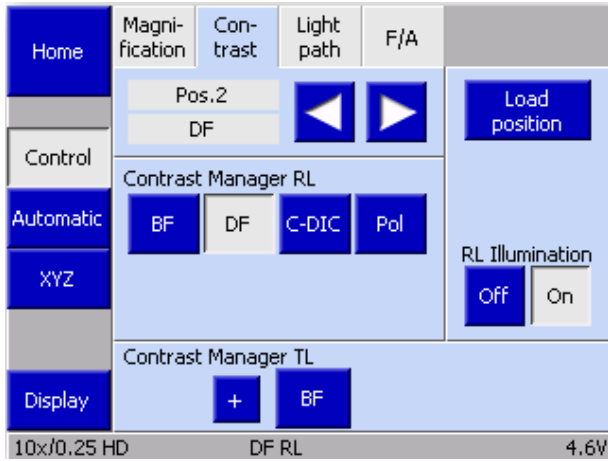 Home
Magni-
fication
Con-
trast
Light
path
F/A
Pos.2
DF
Load
position
Control
Automatic
XYZ
Contrast Manager RL
BF
DF
C-DIC
Pol
RL Illumination
Off
On
Contrast Manager TL
+
BF
Display
10x/0.25 HD
DF RL
4.6V